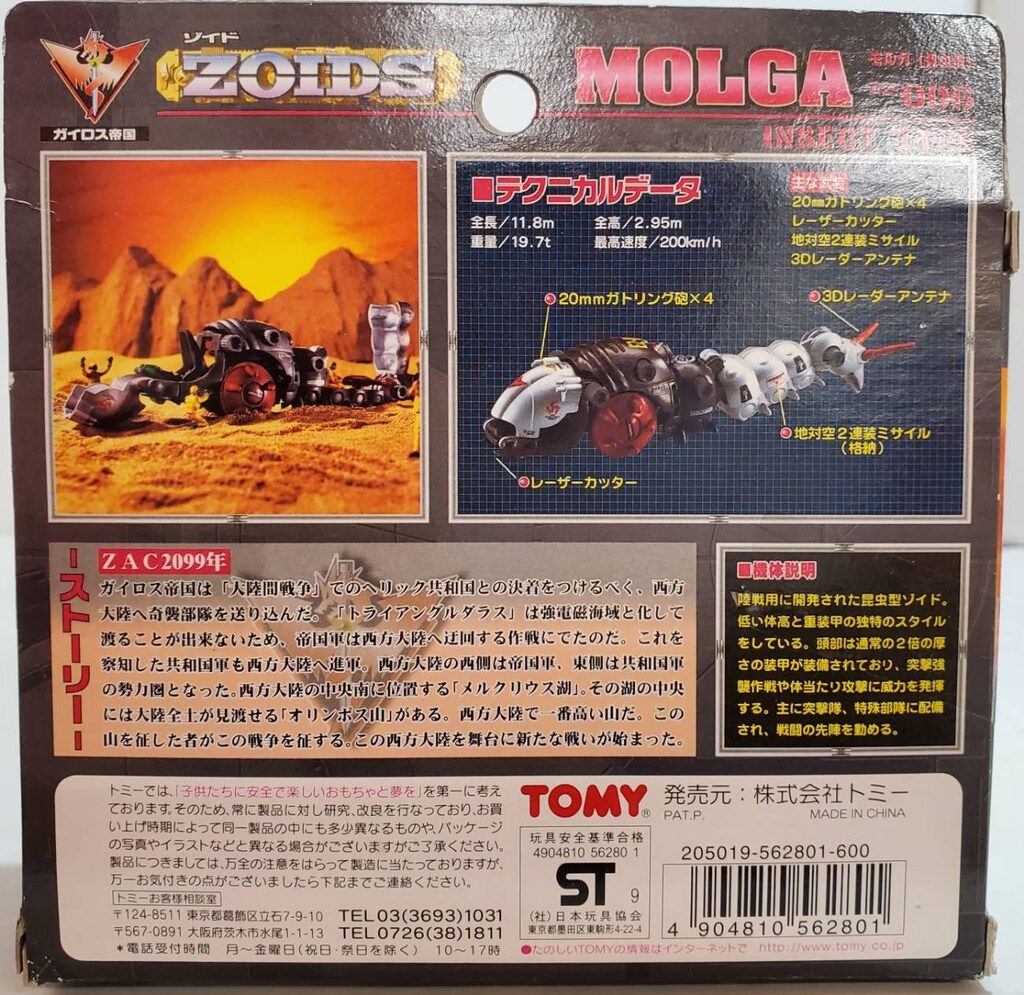 ゾイド
ZOIDS
ガイロス帝国
MOLGA
006
■テクニカルデータ
全長/11.8m 全高/2.95m
重量/19.7t 最高速度/200km/h
主な武装
20mmガトリング砲×4
レーザーカッター
地対空2連装ミサイル
3Dレーダーアンテナ
20mmガトリング砲×4
3Dレーダーアンテナ
地対空2連装ミサイル
(格納)
レーザーカッター
ーストーリーー
ZAC2099年
ガイロス帝国は「大陸間戦争」でのヘリック共和国との決着をつけるべく、西方
大陸へ奇襲部隊を送り込んだ。「トライアングルダラス」は強電磁海域と化して
渡ることが出来ないため、帝国軍は西方大陸へ迂回する作戦にでたのだ。これを
察知した共和国軍も西方大陸へ進軍。西方大陸の西側は帝国軍、東側は共和国軍
の勢力圏となった。西方大陸の中央南に位置する「メルクリウス湖」。その湖の中央
には大陸全土が見渡せる「オリンポス山」がある。西方大陸で一番高い山だ。この
山を征した者がこの戦争を征する。この西方大陸を舞台に新たな戦いが始まった。
■機体説明
陸戦用に開発された昆虫型ゾイド。
低い体高と重装甲の独特のスタイル
をしている。頭部は通常の2倍の厚
さの装甲が装備されており、突撃強
襲作戦や体当たり攻撃に威力を発揮
する。主に突撃隊、特殊部隊に配備
され、戦闘の先陣を勤める。
トミーでは、「子供たちに安全で楽しいおもちゃと夢を」を第一に考え
ております。そのため、常に製品に対し研究、改良を行なっており、お買
い上げ時期によって同一製品の中にも多少異なるものや、パッケージ
の写真やイラストなどと異なる場合がございますがご了承ください。
製品につきましては、万全の注意をはらって製造に当たっておりますが、
万一お気付きの点がございましたら下記までご連絡ください。
トミーお客様相談室
〒124-8511 東京都葛飾区立石7-9-10 TEL03(3693)1031
〒567-0891 大阪府茨木市水尾1-1-13 TEL0726(38)1811
*電話受付時間 月〜金曜日(祝日・祭日を除く) 10〜17時
TOMY® 発売元:株式会社トミー
PAT.P. MADE IN CHINA
玩具安全基準合格
4904810 56280 1
ST 9
(社)日本玩具協会
東京都墨田区東駒形4-22-4
205019-562801-600
4 904810 562801
●たのしいTOMYの情報はインターネットで http://www.tomy.co.jp